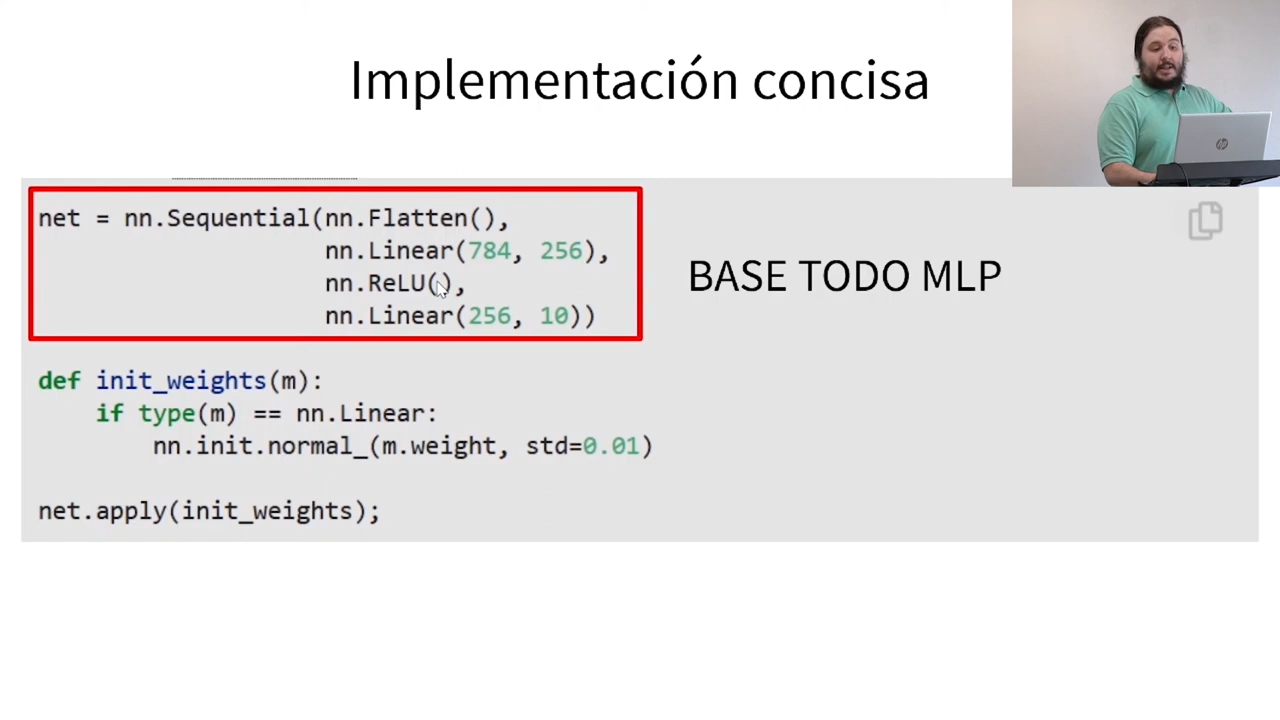 Implementación concisa
net = nn.Sequential(nn.Flatten(),
nn.Linear(784, 256),
nn.ReLU(),
nn.Linear(256, 10))
BASE TODO MLP
def init_weights(m):
if type(m) == nn.Linear:
nn.init.normal_(m.weight, std=0.01)
net.apply(init_weights);
hp